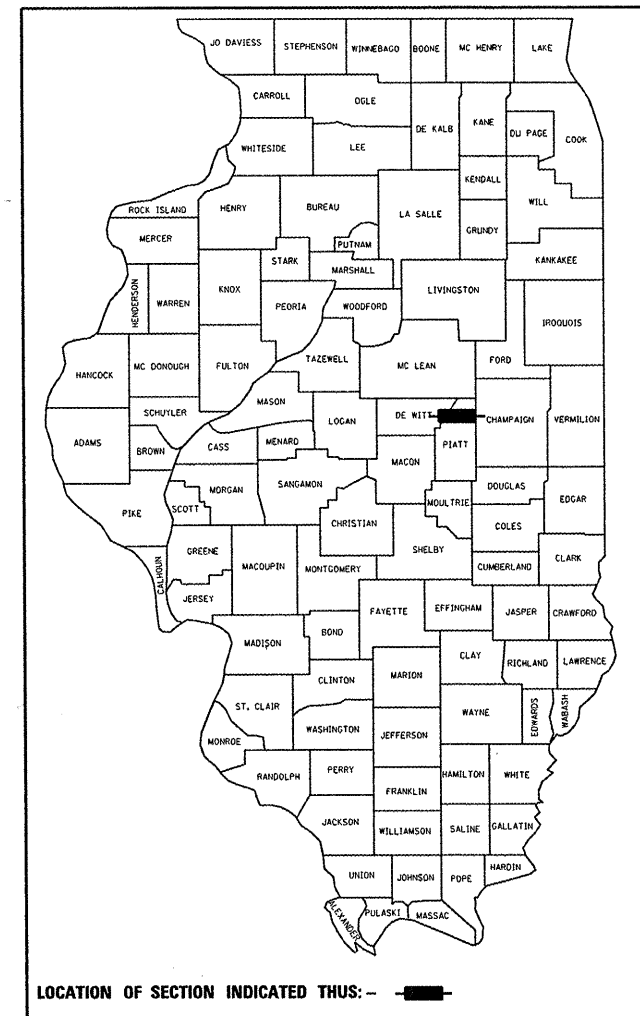 JO DAVIESS STEPHENSON WINNEBAGO BOONE MC HENRY LAKE
CARROLL OGLE DE KALB KANE DU PAGE COOK
WHITESIDE LEE KENDALL WILL
ROCK ISLAND HENRY BUREAU LA SALLE GRUNDY
MERCER PUTNAM KANKAKEE
STARK MARSHALL LIVINGSTON
HENDERSON WARREN KNOX PEORIA WOODFORD IROQUOIS
HANCOCK MC DONOUGH FULTON TAZEWELL MC LEAN FORD
SCHUYLER MASON LOGAN DE WITT CHAMPAIGN VERMILION
ADAMS BROWN CASS MENARD MACON PIATT
PIKE SCOTT MORGAN SANGAMON CHRISTIAN MOULTRIE DOUGLAS EDGAR
COLES
CALHOUN GREENE MACOUPIN MONTGOMERY SHELBY CUMBERLAND CLARK
JERSEY FAYETTE EFFINGHAM JASPER CRAWFORD
MADISON BOND CLAY RICHLAND LAWRENCE
CLINTON MARION
ST. CLAIR WAYNE EDWARDS WABASH
MONROE WASHINGTON JEFFERSON
RANDOLPH PERRY FRANKLIN HAMILTON WHITE
JACKSON WILLIAMSON SALINE GALLATIN
UNION JOHNSON POPE HARDIN
ALEXANDER PULASKI MASSAC
LOCATION OF SECTION INDICATED THUS:-